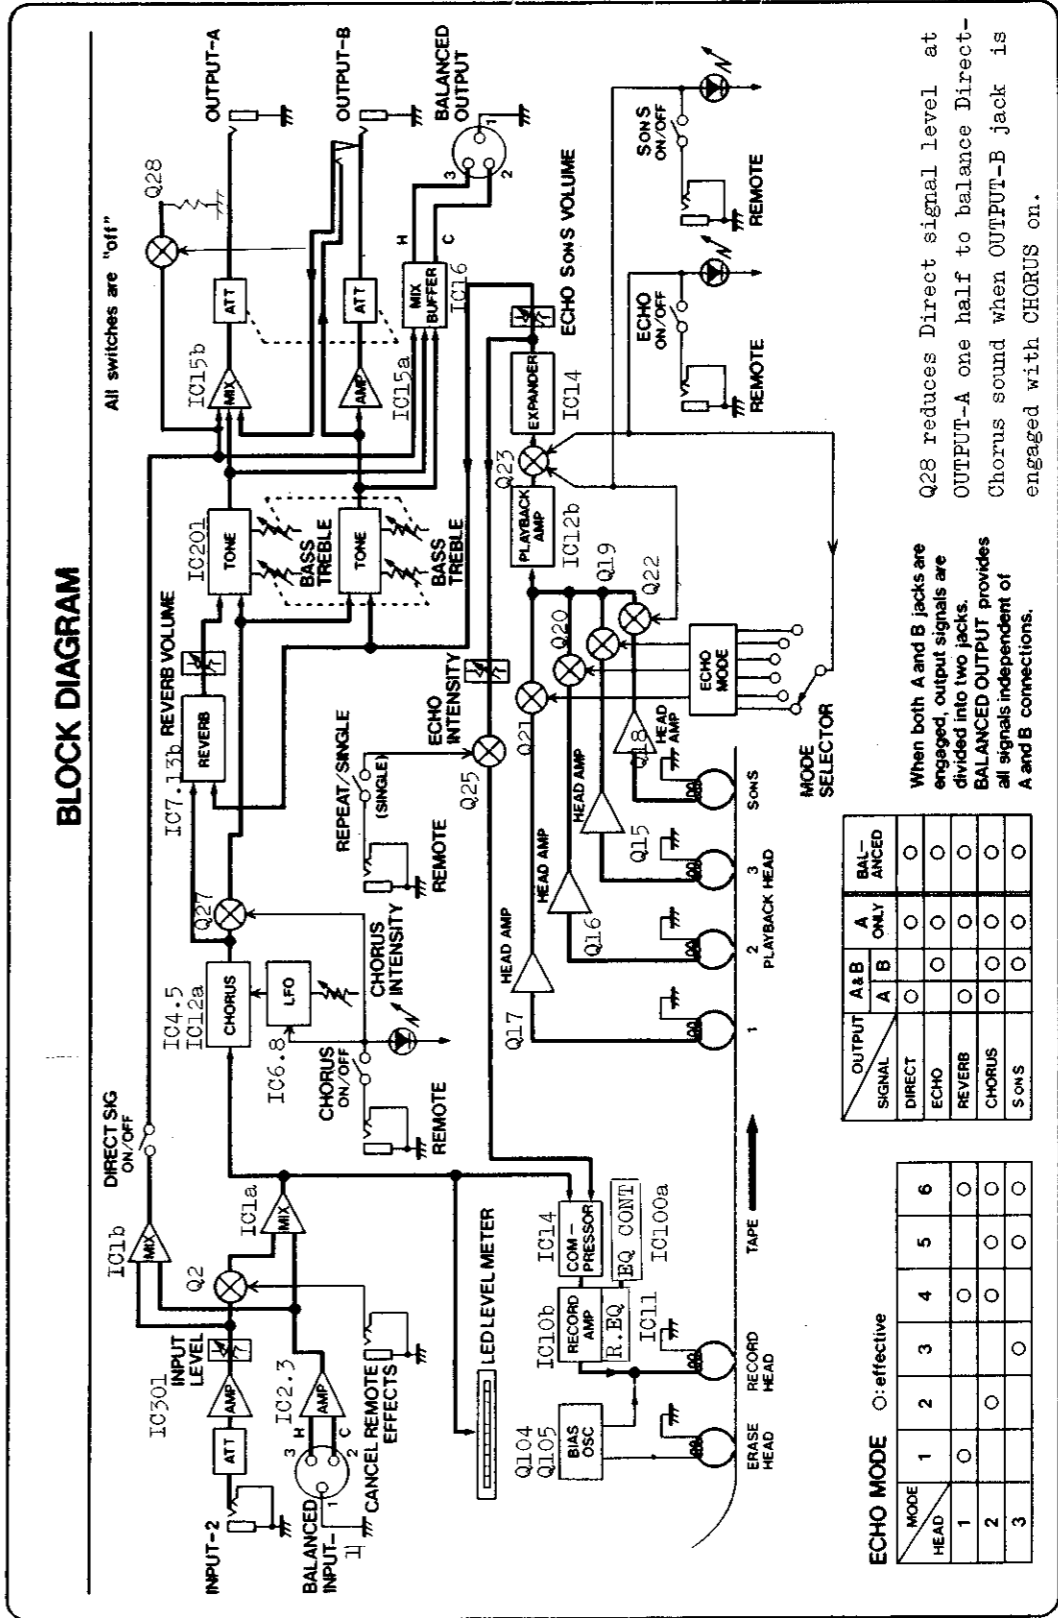 BLOCK DIAGRAM
All switches are "off"
DIRECT SIG
ON/OFF
IC1b
MIX
INPUT-2
ATT
IC301
AMP
INPUT
LEVEL
Q2
MIX
IC1a
BALANCED
INPUT-1
3
H
2
C
1
IC2.3
AMP
CANCEL REMOTE
EFFECTS
IC4.5
IC12a
CHORUS
Q27
IC6.8
LFO
CHORUS
INTENSITY
CHORUS
ON/OFF
REMOTE
IC7.13b
REVERB
REVERB VOLUME
IC201
TONE
BASS
TREBLE
TONE
BASS
TREBLE
IC15b
MIX
ATT
Q28
OUTPUT-A
AMP
IC15a
ATT
OUTPUT-B
MIX
BUFFER
IC16
H
C
3
2
1
BALANCED
OUTPUT
REPEAT/SINGLE
(SINGLE)
REMOTE
ECHO
INTENSITY
Q25
ECHO SONS VOLUME
LED LEVEL METER
IC14
COM-
PRESSOR
IC10b
RECORD
AMP
R.EQ
EQ CONT
IC11
IC100a
Q104
Q105
BIAS
OSC
ERASE
HEAD
RECORD
HEAD
TAPE
Q17
HEAD AMP
Q16
HEAD AMP
Q15
HEAD AMP
Q18
HEAD
AMP
1
2
3
PLAYBACK HEAD
SONS
Q21
Q20
Q19
Q22
PLAYBACK
AMP
IC12b
Q23
EXPANDER
IC14
ECHO
MODE
MODE
SELECTOR
ECHO
ON/OFF
REMOTE
SONS
ON/OFF
REMOTE
ECHO MODE O:effective
MODE 1 2 3 4 5 6
HEAD
1 O O O
2 O O O O
3 O O O
OUTPUT A & B A ONLY BAL-ANCED
SIGNAL A B
DIRECT O O O
ECHO O O O
REVERB O O O
CHORUS O O O O
SONS O O O
When both A and B jacks are
engaged, output signals are
divided into two jacks.
BALANCED OUTPUT provides
all signals independent of
A and B connections.
Q28 reduces Direct signal level at
OUTPUT-A one half to balance Direct-
Chorus sound when OUTPUT-B jack is
engaged with CHORUS on.